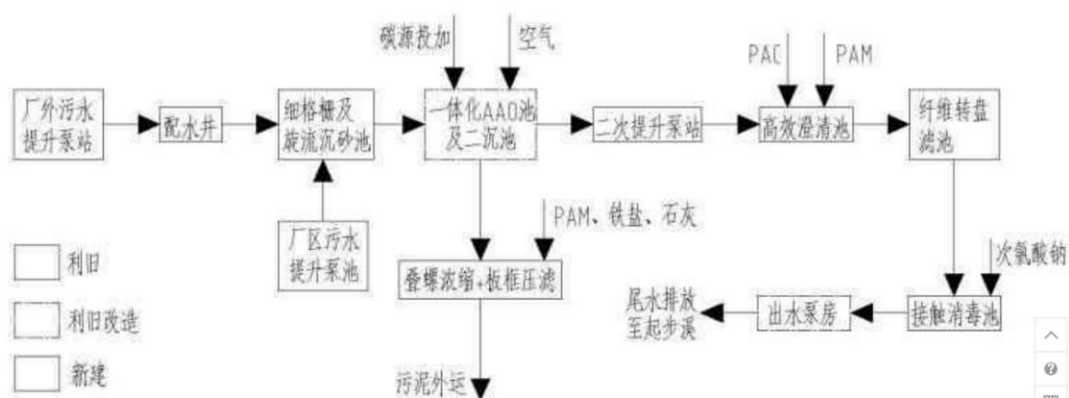 碳源投加
空气
PAC
PAM
厂外污水
提升泵站
配水井
细格栅及
旋流沉砂池
一体化AAO池
及二沉池
二次提升泵站
高效澄清池
纤维转盘
滤池
厂区污水
提升泵池
PAM、铁盐、石灰
叠螺浓缩+板框压滤
污泥外运
次氯酸钠
接触消毒池
出水泵房
尾水排放
至起步溪
利旧
利旧改造
新建